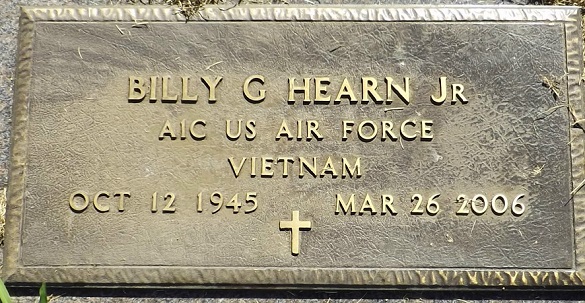 BILLY G HEARN JR
A1C US AIR FORCE
VIETNAM
OCT 12 1945 MAR 26 2006